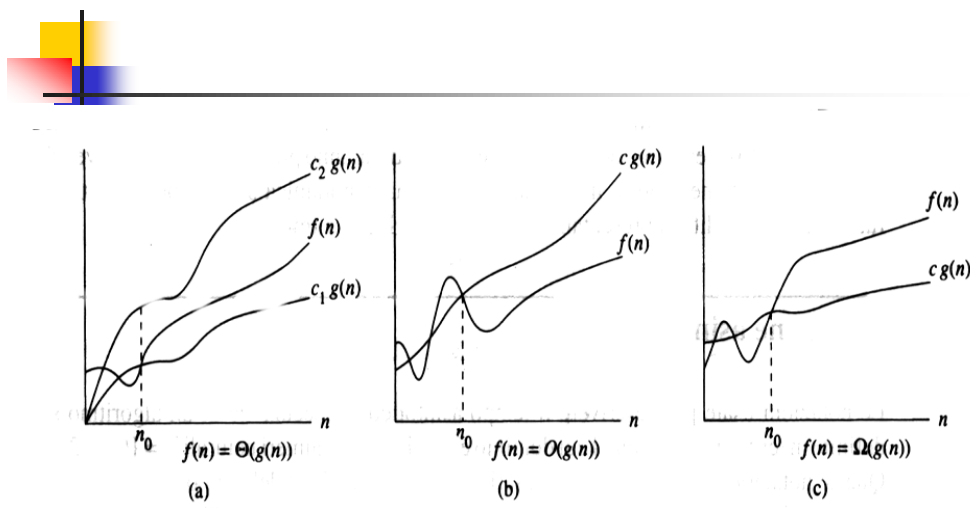 c₂ g(n)
f(n)
c₁ g(n)
n
n₀
f(n) = Θ(g(n))
(a)
c g(n)
f(n)
n
n₀
f(n) = O(g(n))
(b)
f(n)
c g(n)
n
n₀
f(n) = Ω(g(n))
(c)